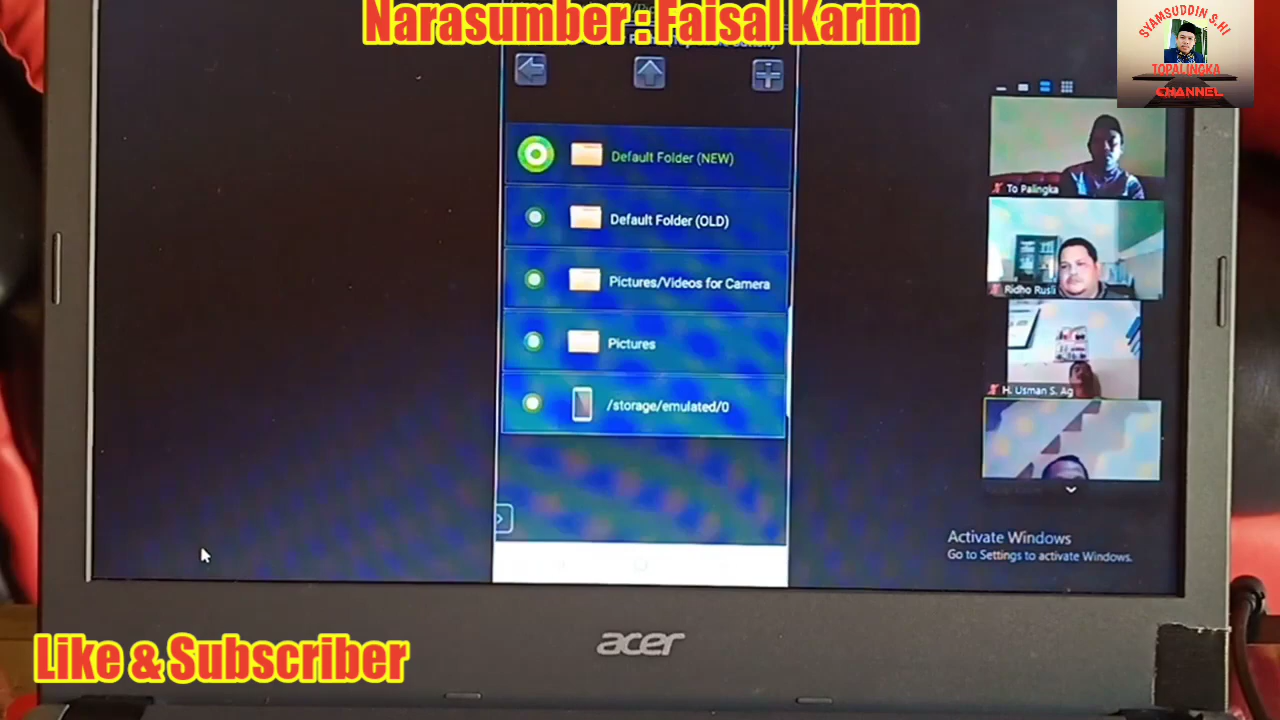 Narasumber : Faisal Karim
SYAMSUDDIN S.HI
TOPALINGKA
CHANNEL
Default Folder (NEW)
Default Folder (OLD)
Pictures/Videos for Camera
Pictures
/storage/emulated/0
To Palingka
Ridho Rusli
H. Usman S. Ag
Activate Windows
Go to Settings to activate Windows.
acer
Like & Subscriber